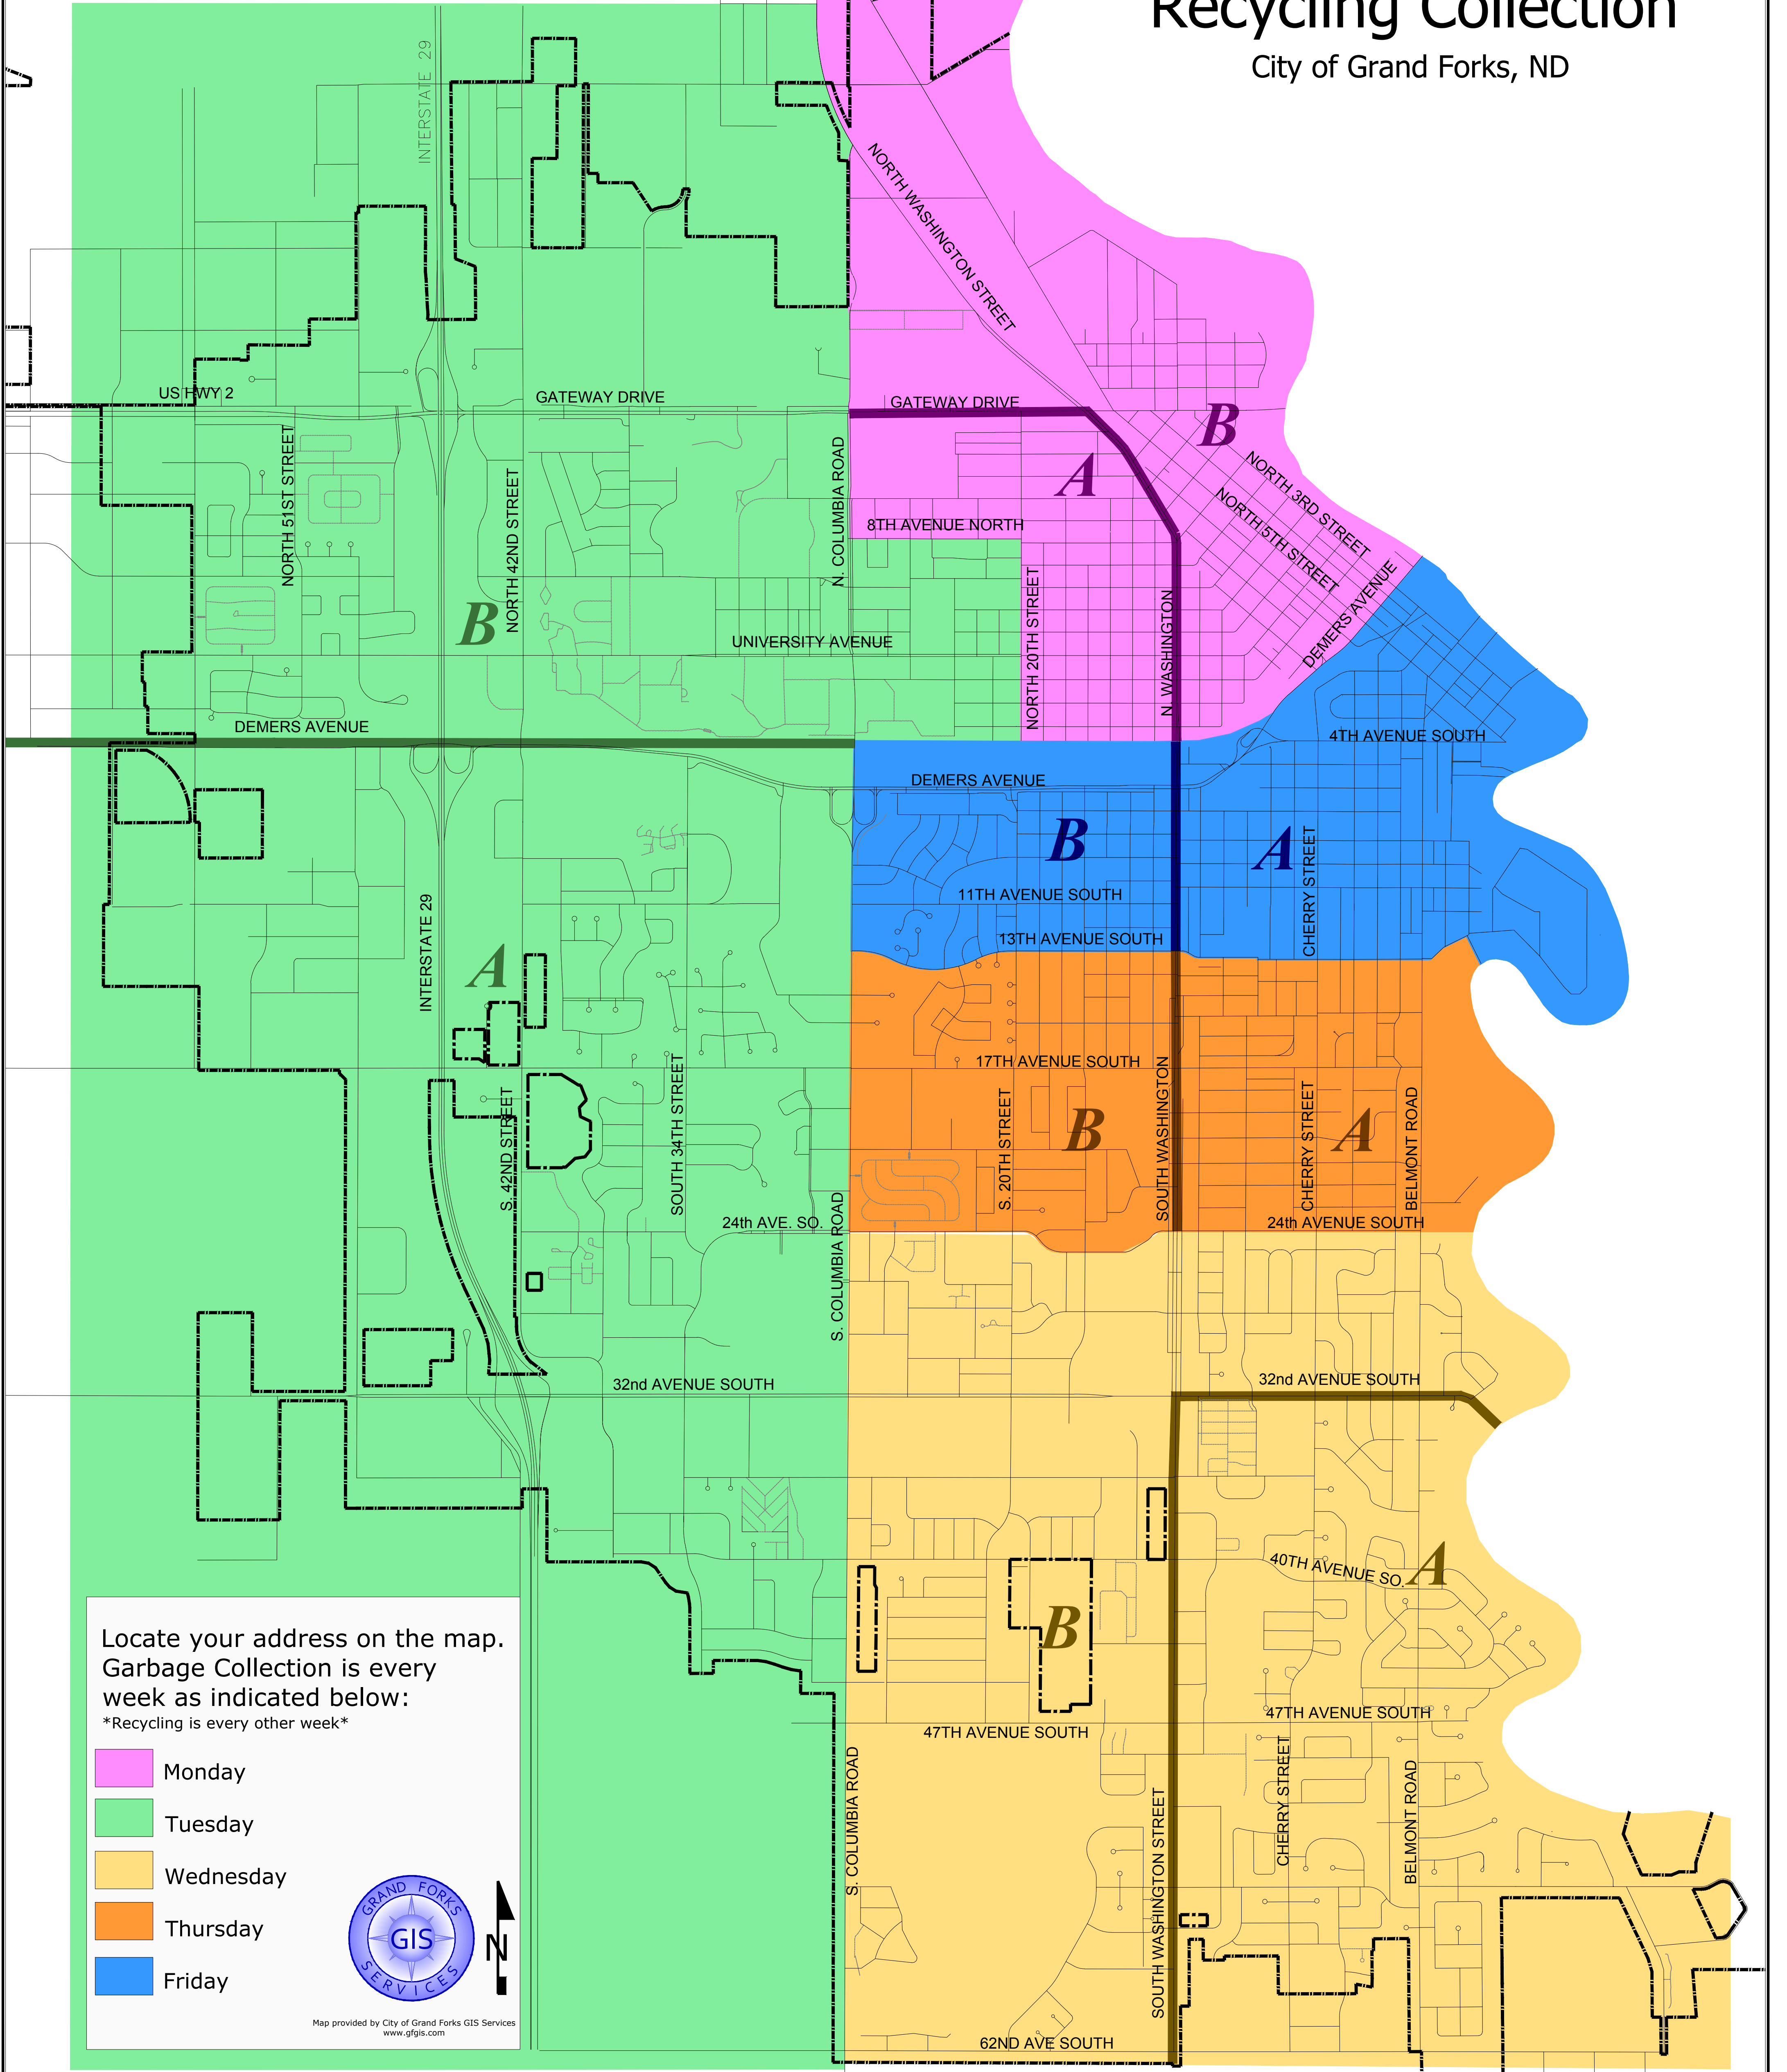 Recycling Collection
City of Grand Forks, ND
INTERSTATE 29
NORTH WASHINGTON STREET
US HWY 2
GATEWAY DRIVE
GATEWAY DRIVE
B
A
NORTH 3RD STREET
NORTH 5TH STREET
NORTH 51ST STREET
NORTH 42ND STREET
N. COLUMBIA ROAD
8TH AVENUE NORTH
B
UNIVERSITY AVENUE
NORTH 20TH STREET
N. WASHINGTON
DEMERS AVENUE
DEMERS AVENUE
4TH AVENUE SOUTH
DEMERS AVENUE
B
A
CHERRY STREET
11TH AVENUE SOUTH
13TH AVENUE SOUTH
INTERSTATE 29
A
17TH AVENUE SOUTH
S. 42ND STREET
SOUTH 34TH STREET
S. 20TH STREET
B
SOUTH WASHINGTON
CHERRY STREET
A
BELMONT ROAD
24th AVE. SO.
24th AVENUE SOUTH
S. COLUMBIA ROAD
32nd AVENUE SOUTH
32nd AVENUE SOUTH
40TH AVENUE SO.
A
B
47TH AVENUE SOUTH
47TH AVENUE SOUTH
S. COLUMBIA ROAD
SOUTH WASHINGTON STREET
CHERRY STREET
BELMONT ROAD
62ND AVE SOUTH
Locate your address on the map.
Garbage Collection is every
week as indicated below:
*Recycling is every other week*
Monday
Tuesday
Wednesday
Thursday
Friday
GRAND FORKS
GIS
SERVICES
N
Map provided by City of Grand Forks GIS Services
www.gfgis.com